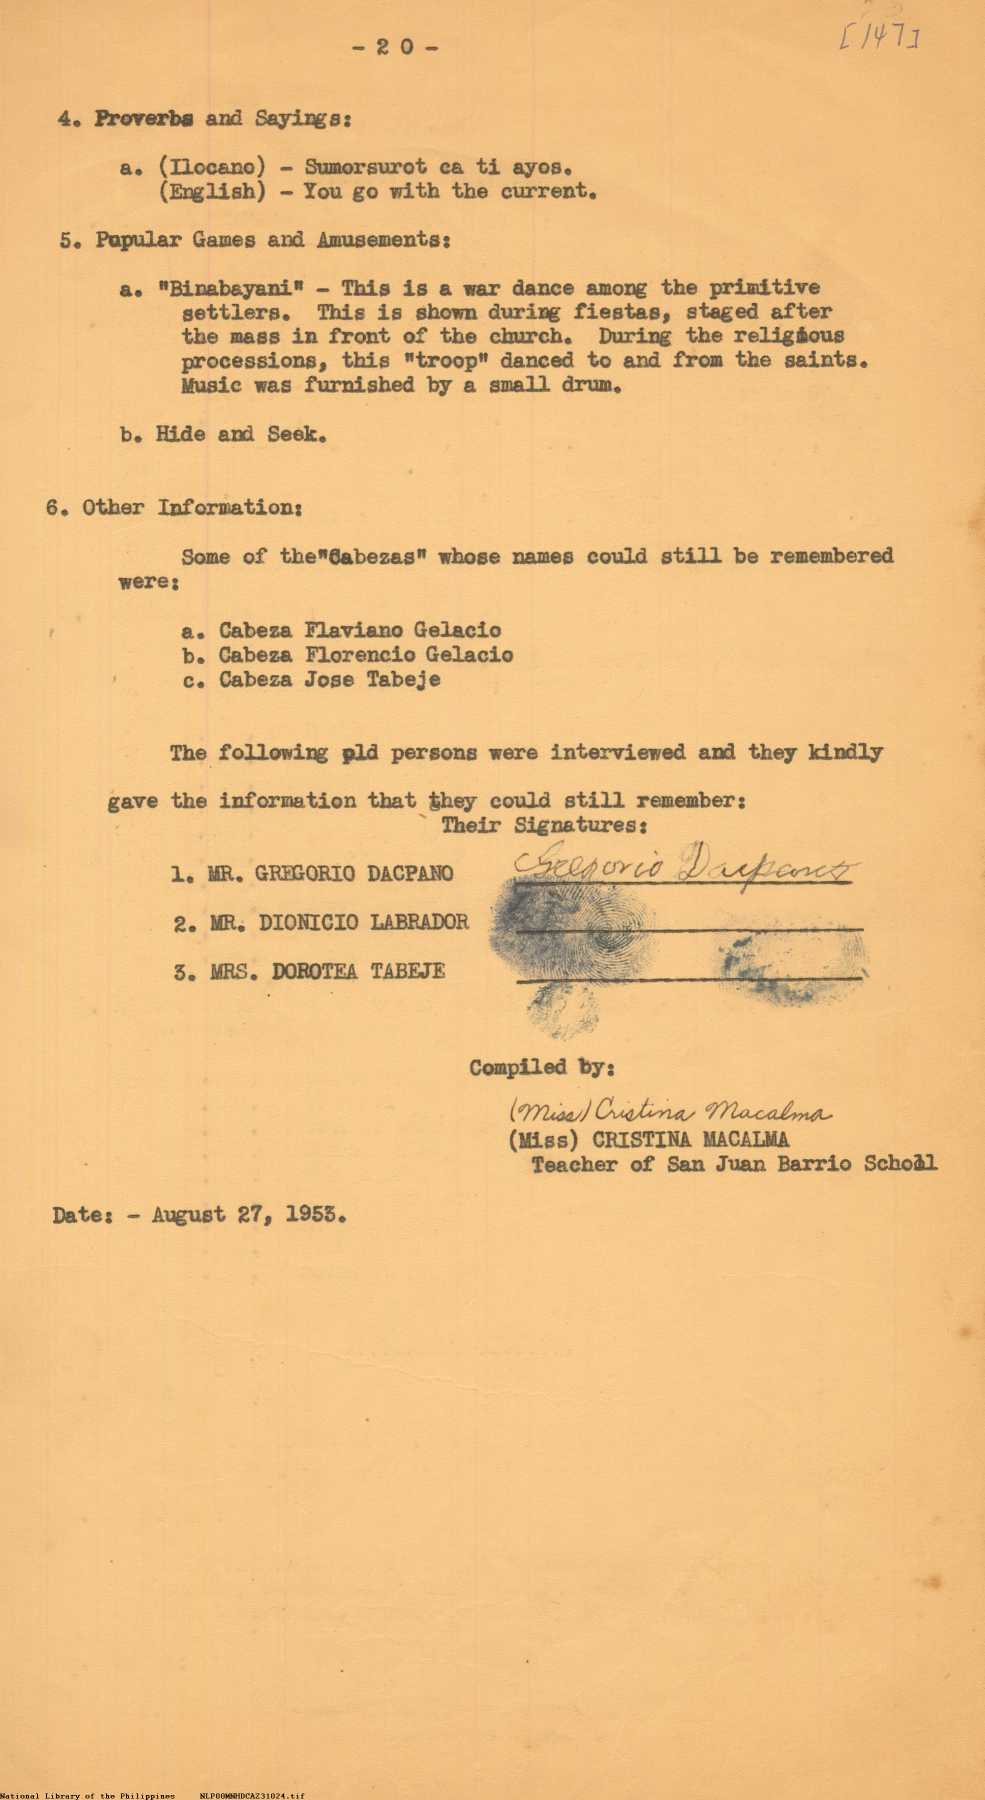 - 2 0 -
[147]
4. Proverbs and Sayings:
a. (Ilocano) - Sumorsurot ca ti ayos.
(English) - You go with the current.
5. Popular Games and Amusements:
a. "Binabayani" - This is a war dance among the primitive
settlers. This is shown during fiestas, staged after
the mass in front of the church. During the religious
processions, this "troop" danced to and from the saints.
Music was furnished by a small drum.
b. Hide and Seek.
6. Other Information:
Some of the"Cabezas" whose names could still be remembered
were:
a. Cabeza Flaviano Gelacio
b. Cabeza Florencio Gelacio
c. Cabeza Jose Tabeje
The following old persons were interviewed and they kindly
gave the information that they could still remember:
Their Signatures:
1. MR. GREGORIO DACPANO Gregorio Dacpano
2. MR. DIONICIO LABRADOR
3. MRS. DOROTEA TABEJE
Compiled by:
(Miss) Cristina Macalma
(Miss) CRISTINA MACALMA
Teacher of San Juan Barrio School
Date: - August 27, 1953.
National Library of the Philippines NLP00MNHDCAZ31024.tif